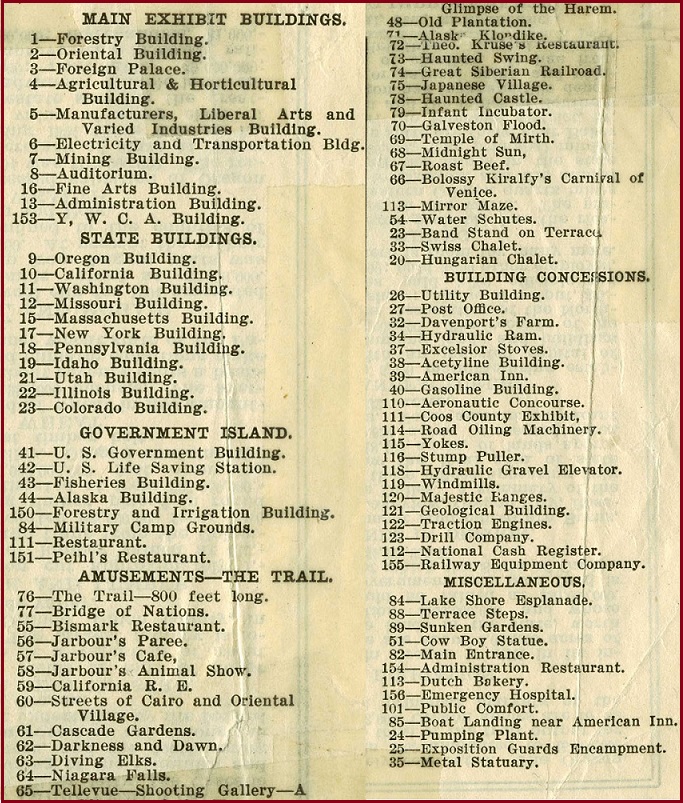 MAIN EXHIBIT BUILDINGS.
1—Forestry Building.
2—Oriental Building.
3—Foreign Palace.
4—Agricultural & Horticultural
Building.
5—Manufacturers, Liberal Arts and
Varied Industries Building.
6—Electricity and Transportation Bldg.
7—Mining Building.
8—Auditorium.
16—Fine Arts Building.
13—Administration Building.
153—Y, W. C. A. Building.
STATE BUILDINGS.
9—Oregon Building.
10—California Building.
11—Washington Building.
12—Missouri Building.
15—Massachusetts Building.
17—New York Building.
18—Pennsylvania Building.
19—Idaho Building.
21—Utah Building.
22—Illinois Building.
23—Colorado Building.
GOVERNMENT ISLAND.
41—U. S. Government Building.
42—U. S. Life Saving Station.
43—Fisheries Building.
44—Alaska Building.
150—Forestry and Irrigation Building.
84—Military Camp Grounds.
111—Restaurant.
151—Peihl's Restaurant.
AMUSEMENTS—THE TRAIL.
76—The Trail—800 feet long.
77—Bridge of Nations.
55—Bismark Restaurant.
56—Jarbour's Paree.
57—Jarbour's Cafe,
58—Jarbour's Animal Show.
59—California R. E.
60—Streets of Cairo and Oriental
Village.
61—Cascade Gardens.
62—Darkness and Dawn.
63—Diving Elks.
64—Niagara Falls.
65—Tellevue—Shooting Gallery—A
Glimpse of the Harem.
48—Old Plantation.
71—Alaska Klondike.
72—Theo. Kruse's Restaurant.
73—Haunted Swing.
74—Great Siberian Railroad.
75—Japanese Village.
78—Haunted Castle.
79—Infant Incubator.
70—Galveston Flood.
69—Temple of Mirth.
68—Midnight Sun,
67—Roast Beef.
66—Bolossy Kiralfy's Carnival of
Venice.
113—Mirror Maze.
54—Water Schutes.
23—Band Stand on Terrace.
33—Swiss Chalet.
20—Hungarian Chalet.
BUILDING CONCESSIONS.
26—Utility Building.
27—Post Office.
32—Davenport's Farm.
34—Hydraulic Ram.
37—Excelsior Stoves.
38—Acetyline Building.
39—American Inn.
40—Gasoline Building.
110—Aeronautic Concourse.
111—Coos County Exhibit,
114—Road Oiling Machinery.
115—Yokes.
116—Stump Puller.
118—Hydraulic Gravel Elevator.
119—Windmills.
120—Majestic Ranges.
121—Geological Building.
122—Traction Engines.
123—Drill Company.
112—National Cash Register.
155—Railway Equipment Company.
MISCELLANEOUS.
84—Lake Shore Esplanade.
88—Terrace Steps.
89—Sunken Gardens.
51—Cow Boy Statue.
82—Main Entrance.
154—Administration Restaurant.
113—Dutch Bakery.
156—Emergency Hospital.
101—Public Comfort.
85—Boat Landing near American Inn.
24—Pumping Plant.
25—Exposition Guards Encampment.
35—Metal Statuary.